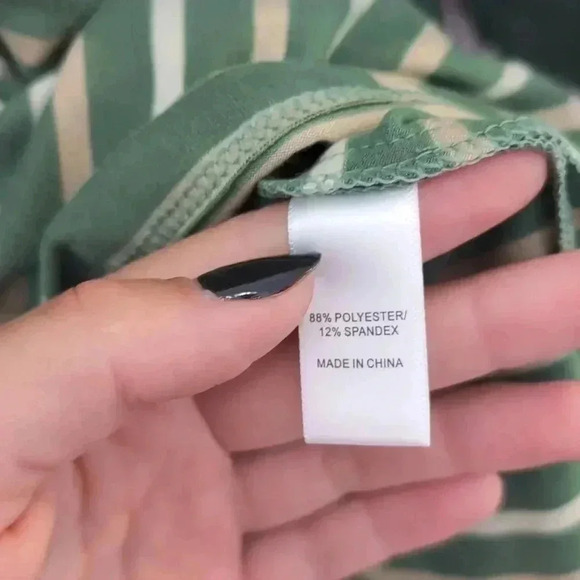 88% POLYESTER/
12% SPANDEX
MADE IN CHINA